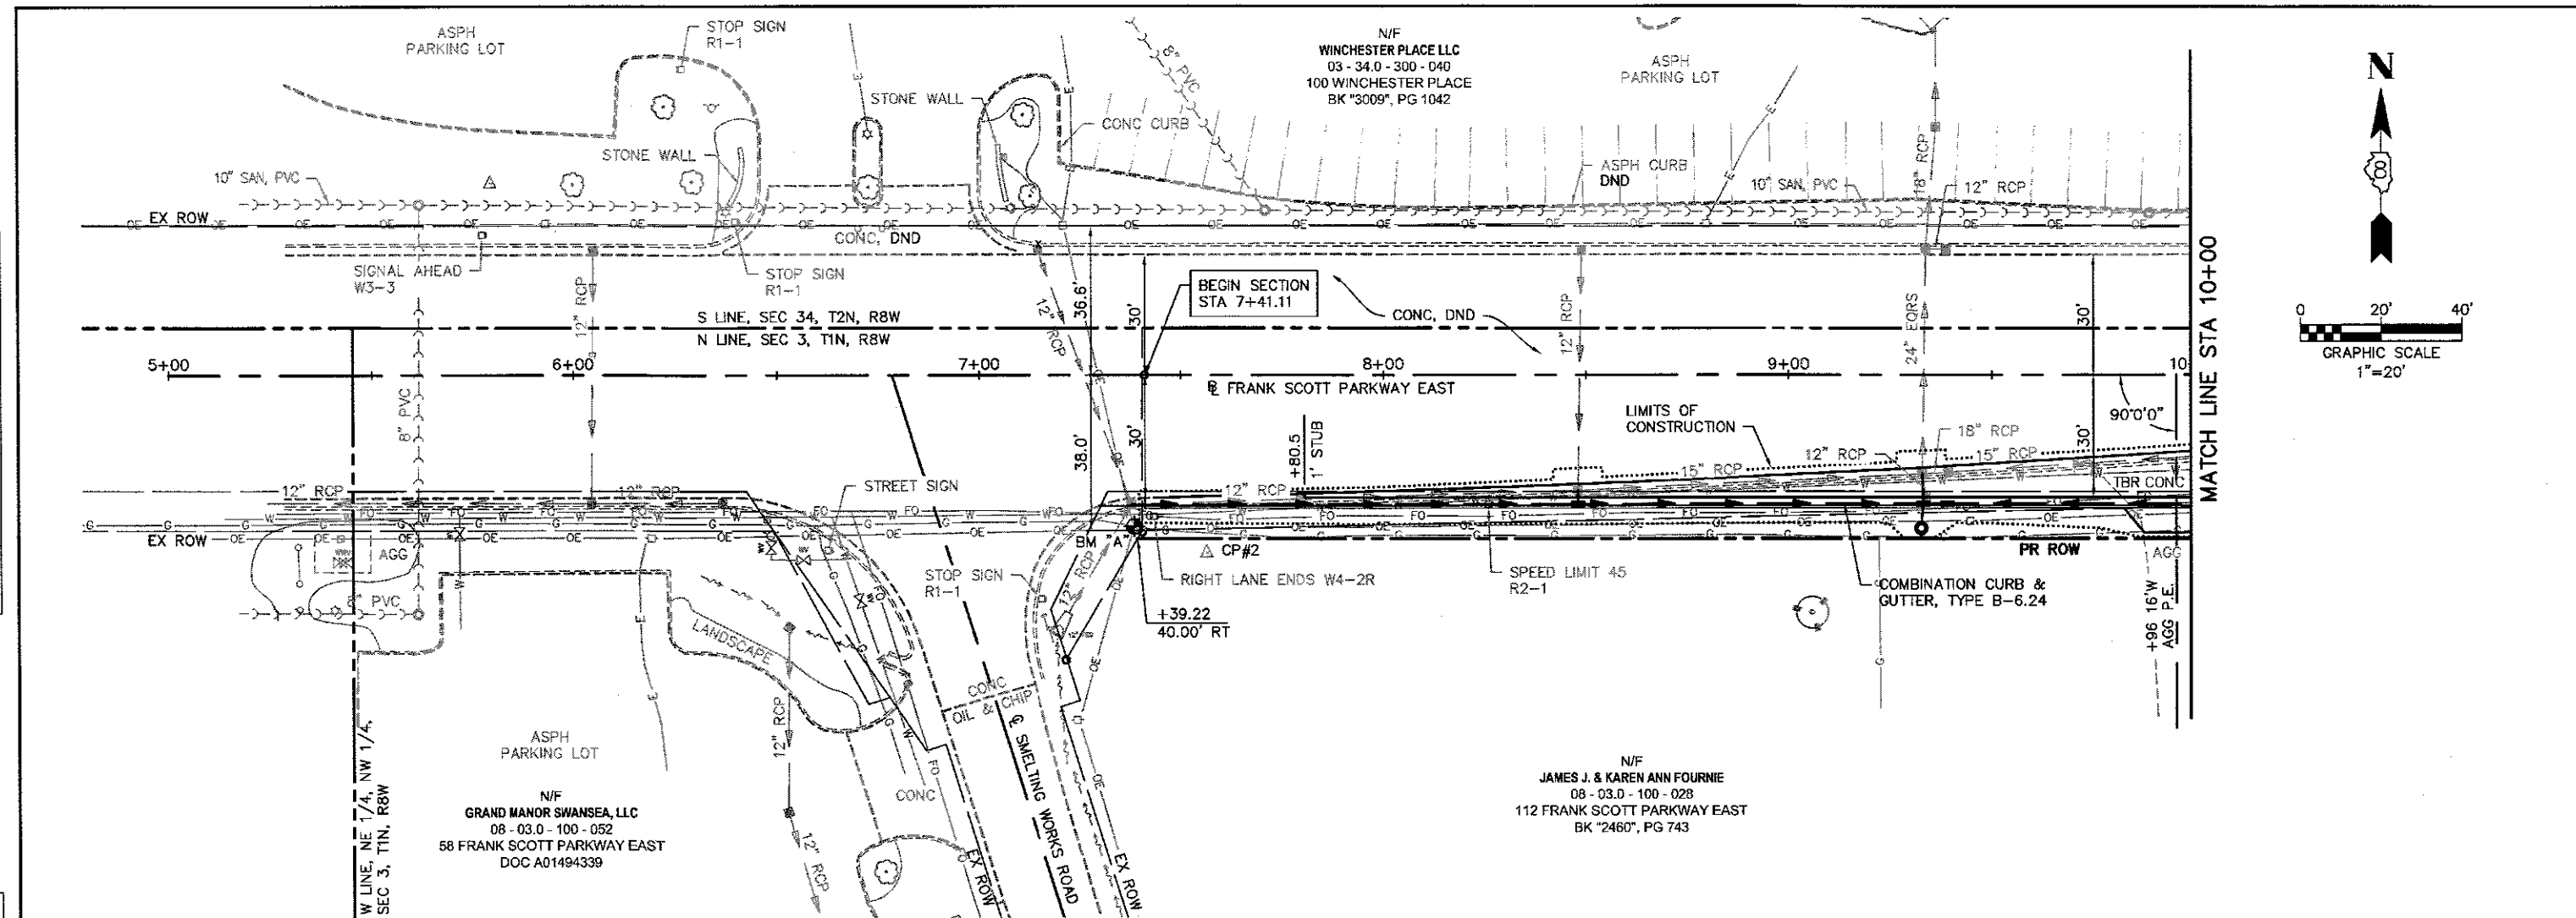 ASPH
PARKING LOT
STOP SIGN
R1-1
STONE WALL
STONE WALL
CONC CURB
8" PVC
N/F
WINCHESTER PLACE LLC
03 - 34.0 - 300 - 040
100 WINCHESTER PLACE
BK "3009", PG 1042
ASPH
PARKING LOT
ASPH CURB
DND
18" RCP
12" RCP
10" SAN, PVC
10" SAN, PVC
EX ROW
CONC, DND
SIGNAL AHEAD
W3-3
STOP SIGN
R1-1
12" RCP
12" RCP
36.6'
30'
BEGIN SECTION
STA 7+41.11
CONC, DND
12" RCP
24" EQRS
30'
MATCH LINE STA 10+00
N
80
0 20' 40'
GRAPHIC SCALE
1"=20'
S LINE, SEC 34, T2N, R8W
N LINE, SEC 3, T1N, R8W
5+00
6+00
7+00
8+00
9+00
10
FRANK SCOTT PARKWAY EAST
90°0'0"
8" PVC
38.0'
30'
+80.5
1' STUB
LIMITS OF
CONSTRUCTION
12" RCP
18" RCP
15" RCP
15" RCP
30'
TBR CONC
12" RCP
12" RCP
STREET SIGN
12" RCP
EX ROW
AGG
8" PVC
BM "A"
CP#2
STOP SIGN
R1-1
12" RCP
RIGHT LANE ENDS W4-2R
SPEED LIMIT 45
R2-1
PR ROW
AGG
COMBINATION CURB &
GUTTER, TYPE B-6.24
+39.22
40.00' RT
+96 16'W
AGG P.E.
LANDSCAPE
12" RCP
CONC
OIL & CHIP
SMELTING WORKS ROAD
EX ROW
EX ROW
CONC
12" RCP
W LINE, NE 1/4, NW 1/4,
SEC 3, T1N, R8W
ASPH
PARKING LOT
N/F
GRAND MANOR SWANSEA, LLC
08 - 03.0 - 100 - 052
58 FRANK SCOTT PARKWAY EAST
DOC A01494339
N/F
JAMES J. & KAREN ANN FOURNIE
08 - 03.0 - 100 - 028
112 FRANK SCOTT PARKWAY EAST
BK "2460", PG 743